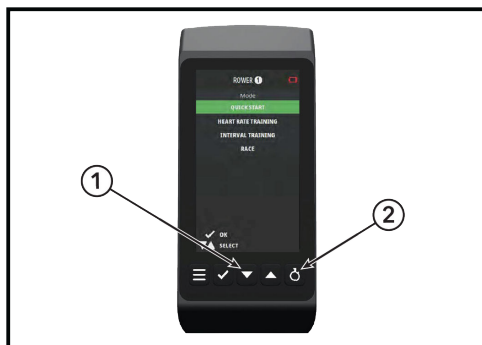 ROWER 1
Mode
QUICKSTART
HEART RATE TRAINING
INTERVAL TRAINING
RACE
OK
SELECT
1
2